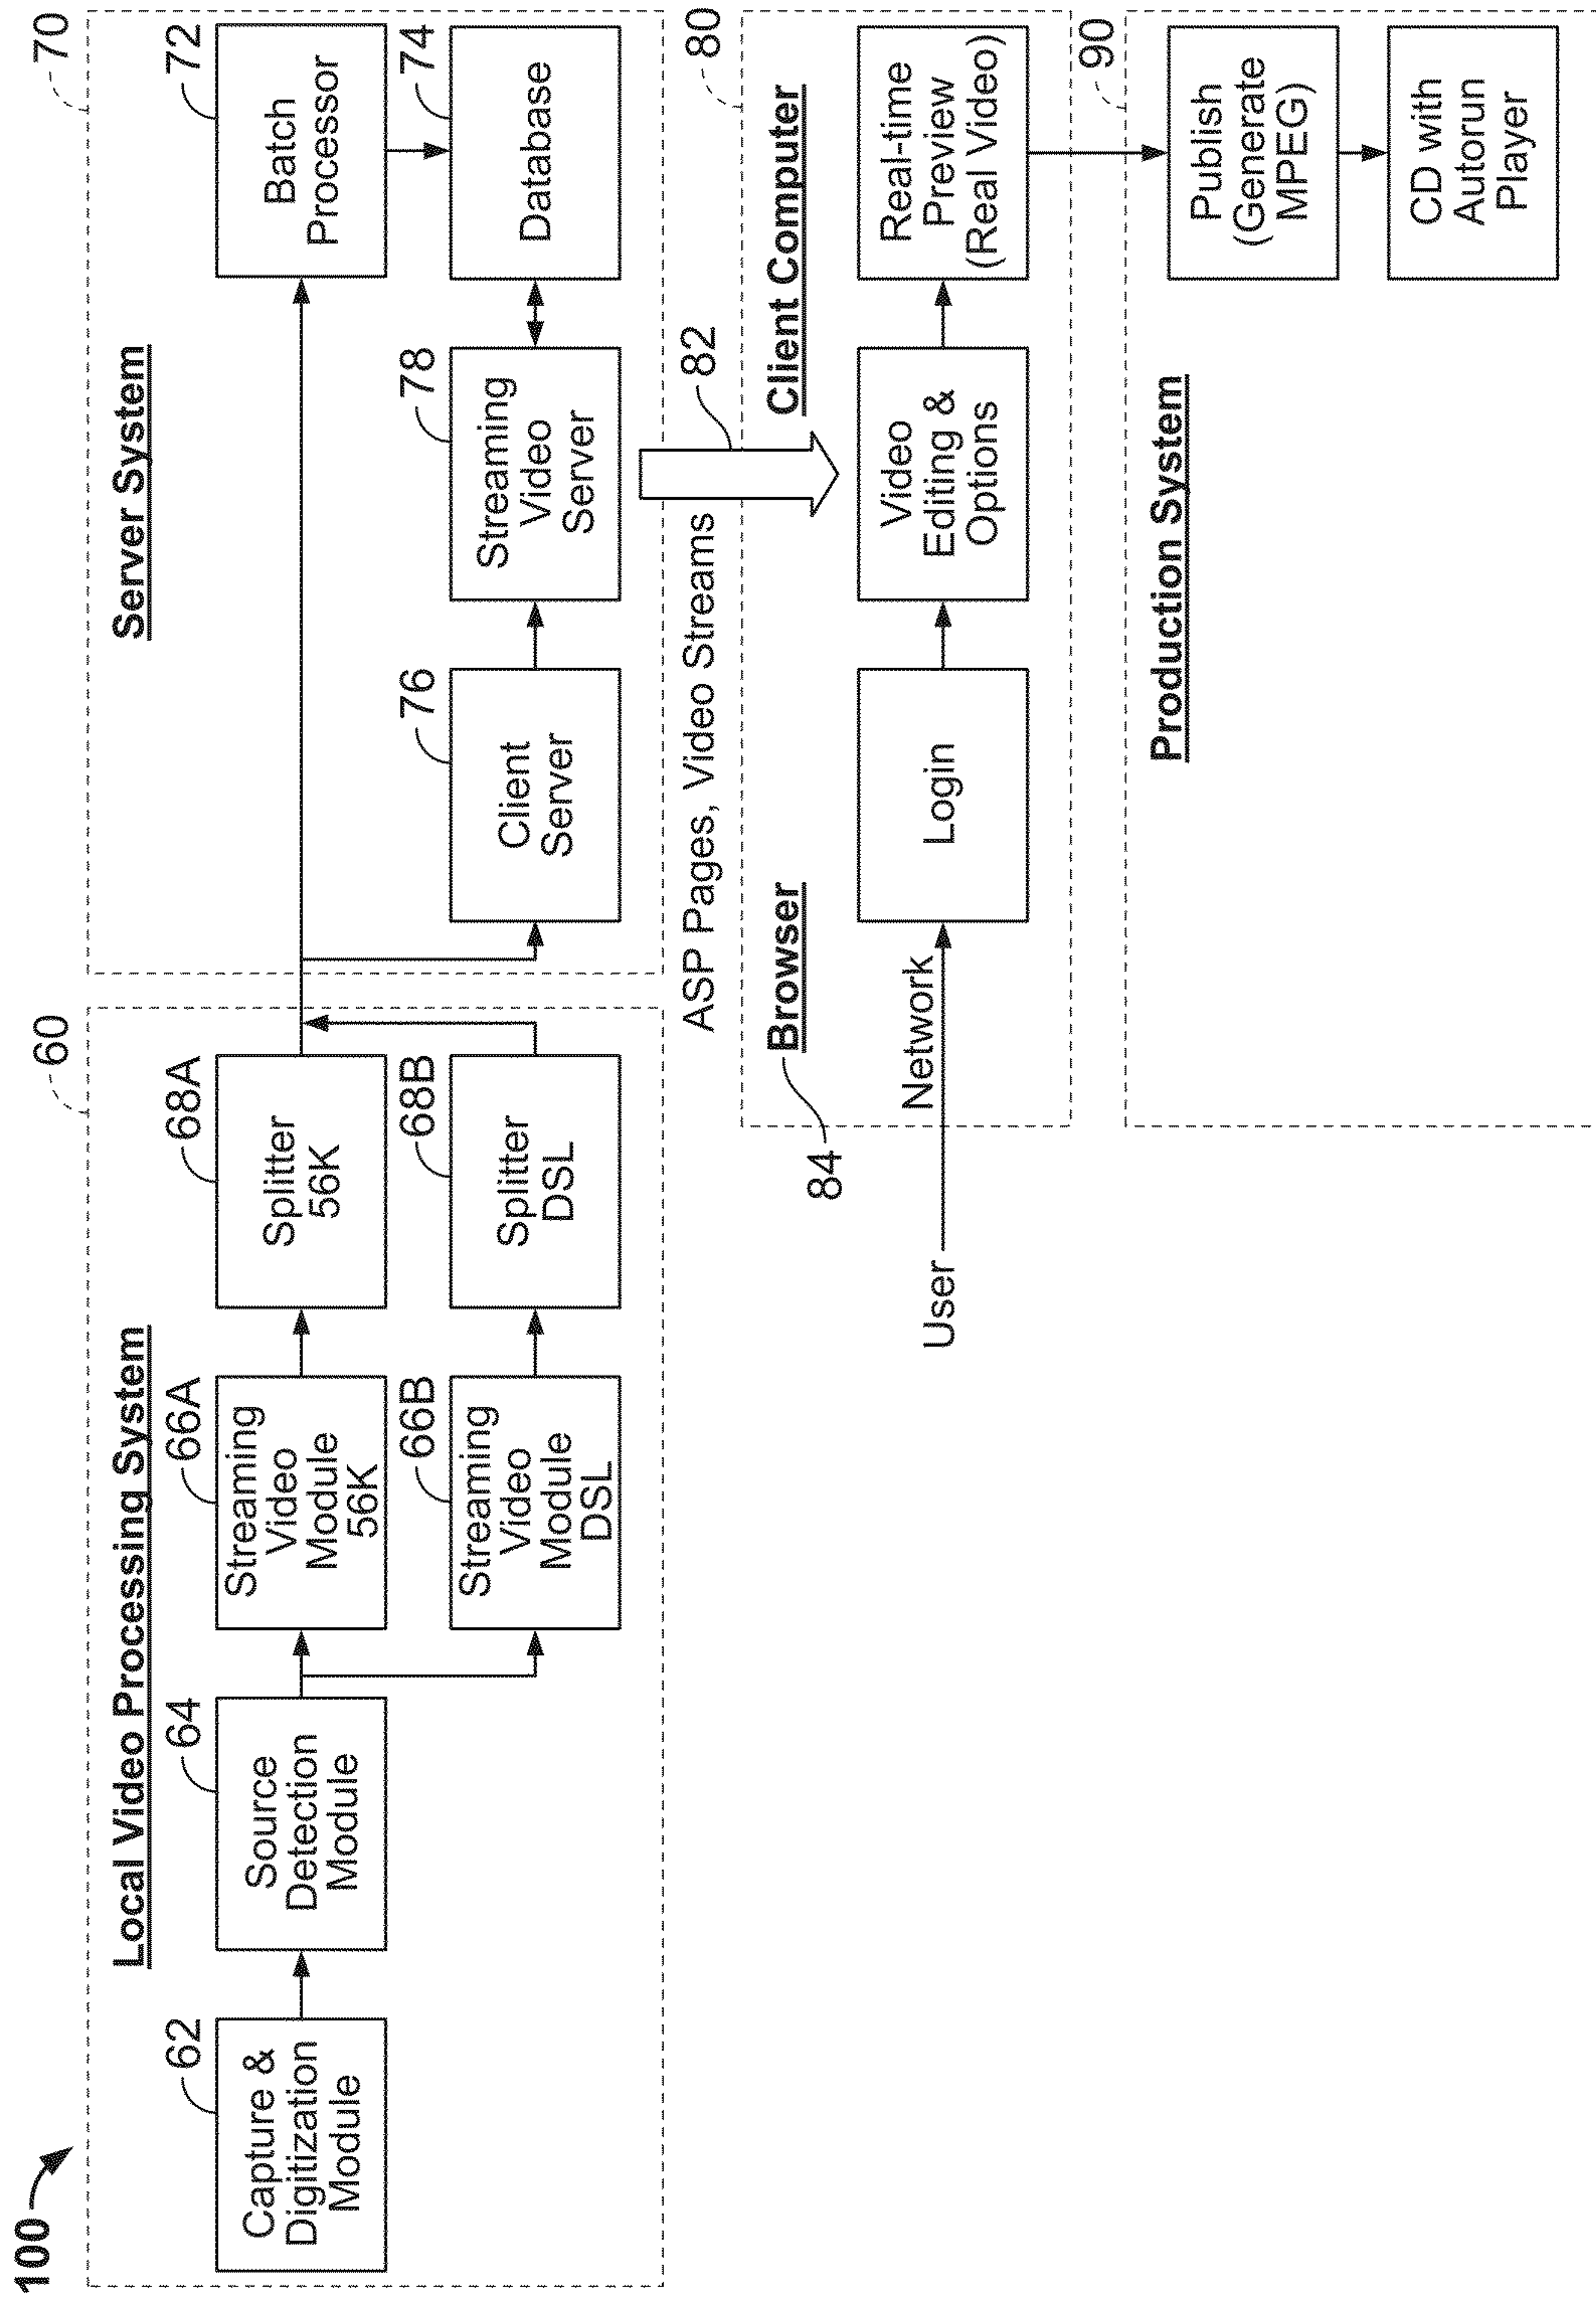 100
60
Local Video Processing System
62
Capture &
Digitization
Module
64
Source
Detection
Module
66A
Streaming
Video
Module
56K
68A
Splitter
56K
66B
Streaming
Video
Module
DSL
68B
Splitter
DSL
70
Server System
72
Batch
Processor
74
Database
76
Client
Server
78
Streaming
Video
Server
ASP Pages, Video Streams
82
80
Browser
84
Client Computer
User
Network
Login
Video
Editing &
Options
Real-time
Preview
(Real Video)
90
Production System
Publish
(Generate
MPEG)
CD with
Autorun
Player